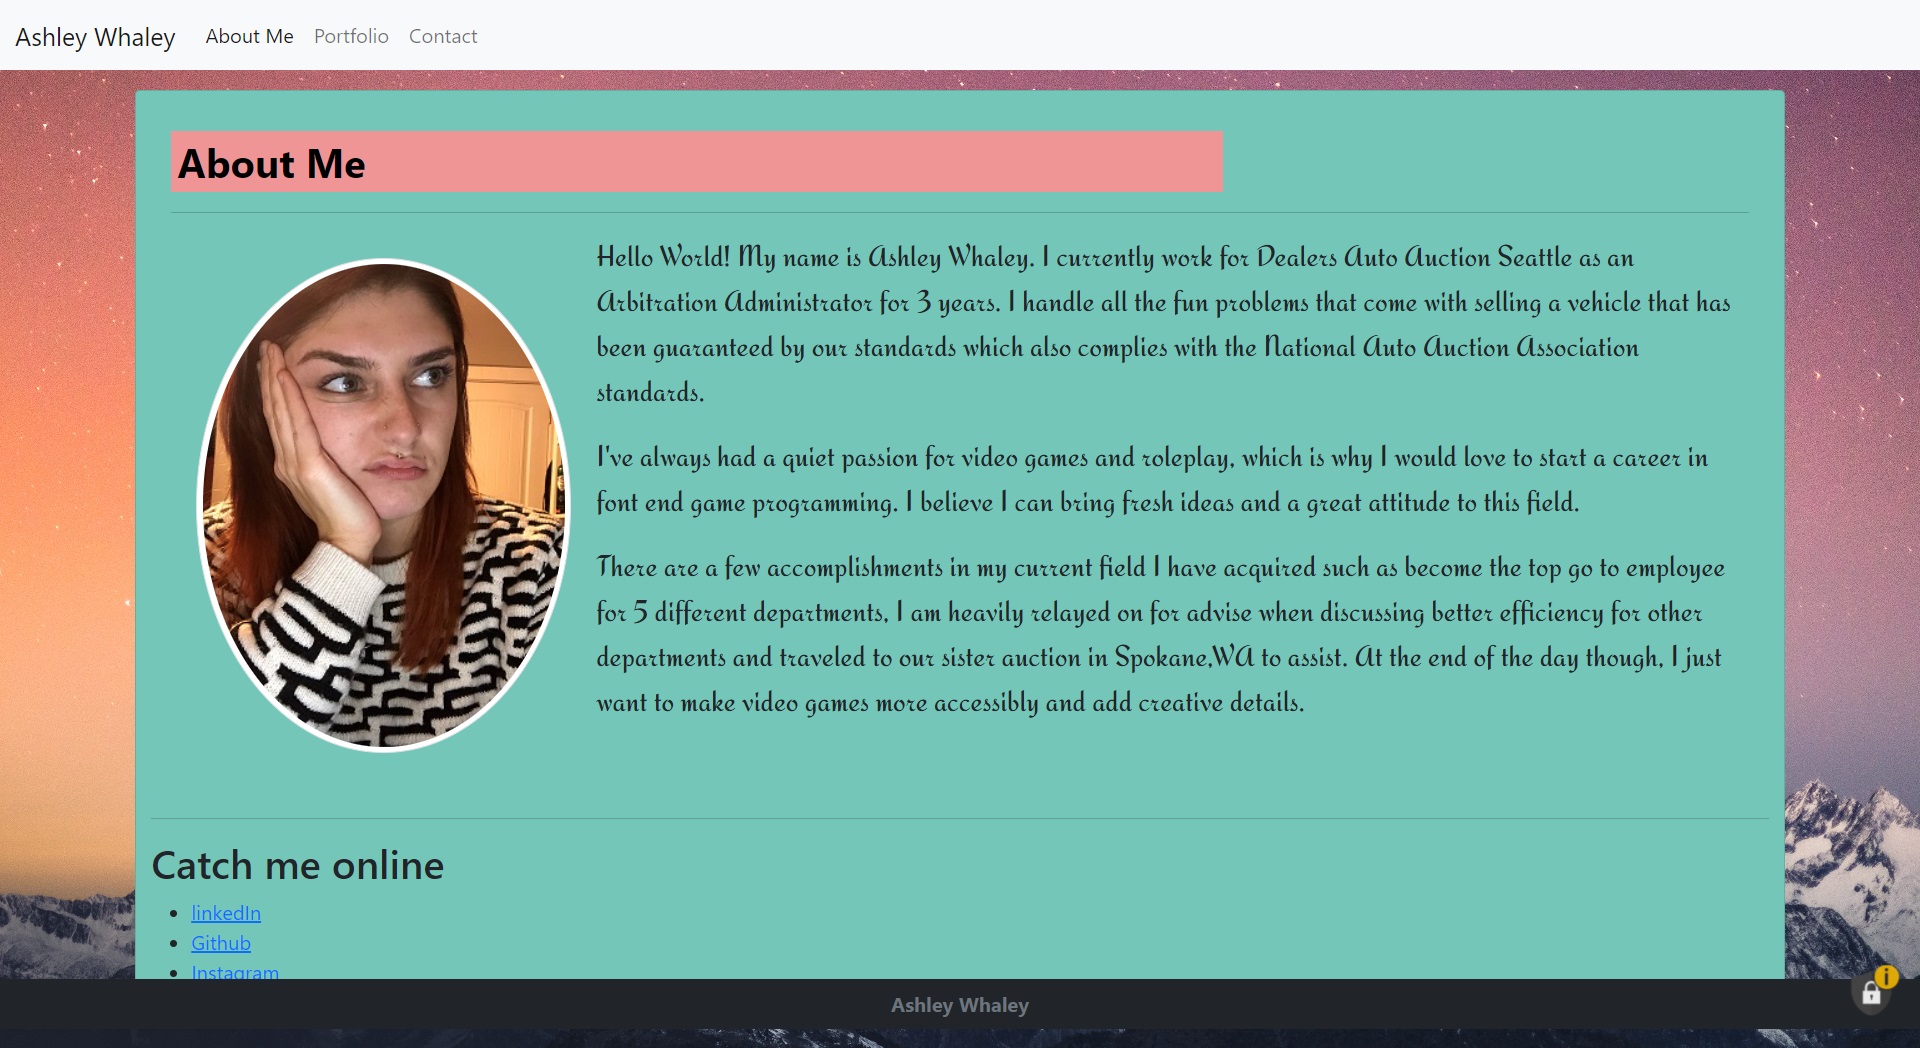 Ashley Whaley About Me Portfolio Contact
About Me
Hello World! My name is Ashley Whaley. I currently work for Dealers Auto Auction Seattle as an
Arbitration Administrator for 3 years. I handle all the fun problems that come with selling a vehicle that has
been guaranteed by our standards which also complies with the National Auto Auction Association
standards.
I've always had a quiet passion for video games and roleplay, which is why I would love to start a career in
font end game programming. I believe I can bring fresh ideas and a great attitude to this field.
There are a few accomplishments in my current field I have acquired such as become the top go to employee
for 5 different departments, I am heavily relayed on for advise when discussing better efficiency for other
departments and traveled to our sister auction in Spokane,WA to assist. At the end of the day though, I just
want to make video games more accessibly and add creative details.
Catch me online
• linkedIn
• Github
• Instagram
Ashley Whaley